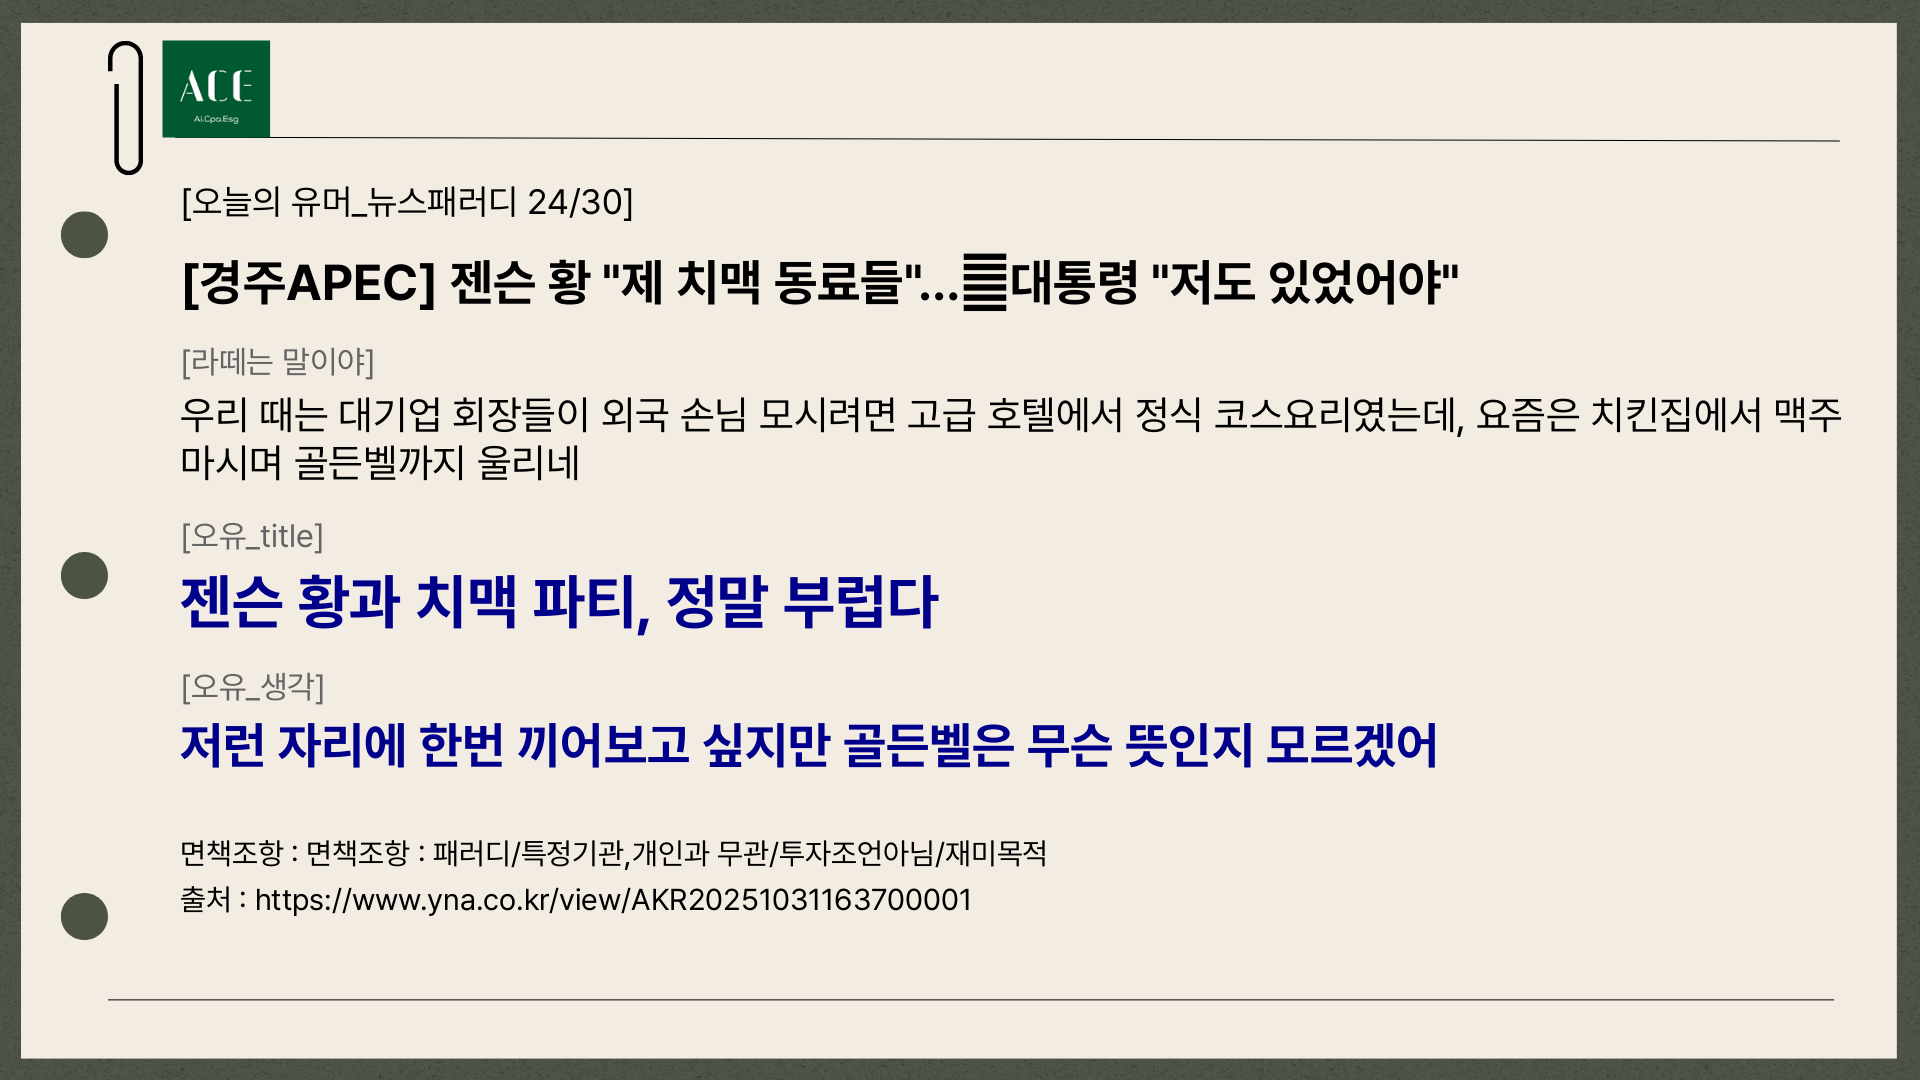 ACE
Ai.Cpa.Esg
[오늘의 유머_뉴스패러디 24/30]
[경주APEC] 젠슨 황 "제 치맥 동료들"...대통령 "저도 있었어야"
[라떼는 말이야]
우리 때는 대기업 회장들이 외국 손님 모시려면 고급 호텔에서 정식 코스요리였는데, 요즘은 치킨집에서 맥주
마시며 골든벨까지 울리네
[오유_title]
젠슨 황과 치맥 파티, 정말 부럽다
[오유_생각]
저런 자리에 한번 끼어보고 싶지만 골든벨은 무슨 뜻인지 모르겠어
면책조항 : 면책조항 : 패러디/특정기관,개인과 무관/투자조언아님/재미목적
출처 : https://www.yna.co.kr/view/AKR20251031163700001